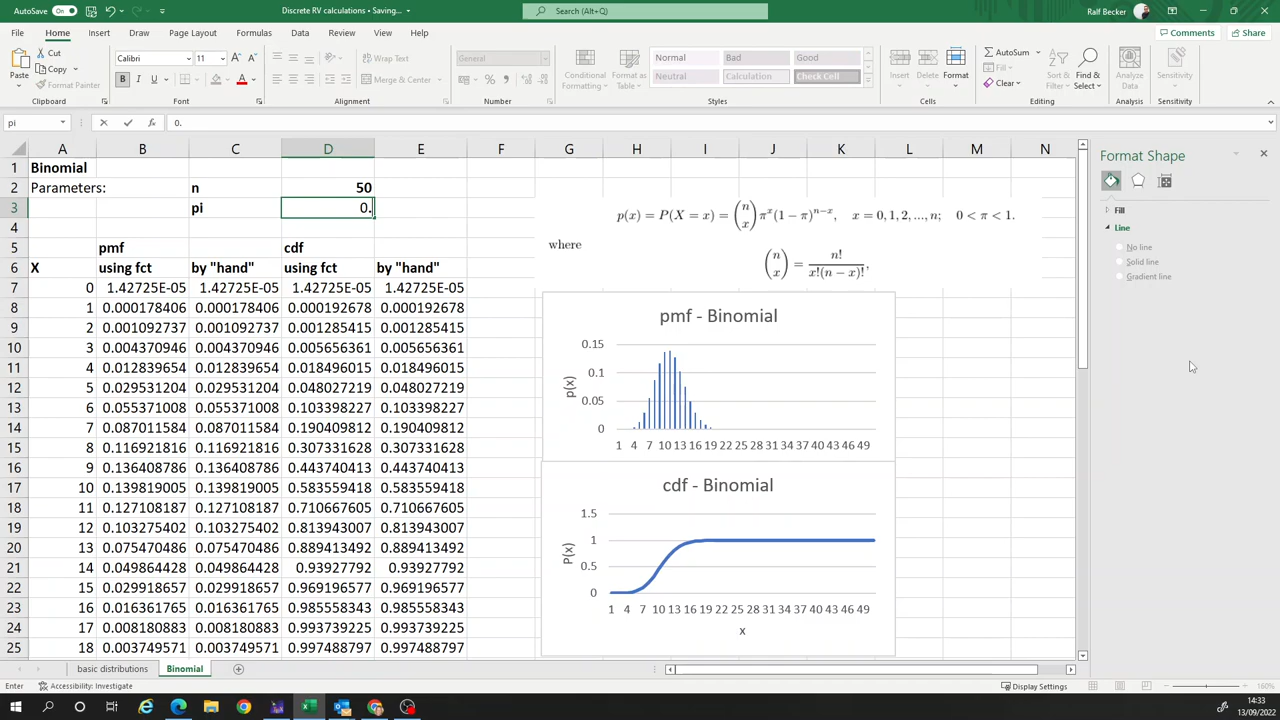 AutoSave On Discrete RV calculations • Saving... Search (Alt+Q) Ralf Becker
File Home Insert Draw Page Layout Formulas Data Review View Help Comments Share
Paste Cut Copy Format Painter Calibri 11 Wrap Text Merge & Center General Conditional Formatting Format as Table Normal Bad Good Neutral Calculation Check Cell Insert Delete Format AutoSum Fill Clear Sort & Filter Find & Select Analyze Data Sensitivity
Clipboard Font Alignment Number Styles Cells Editing Analysis Sensitivity
pi 0.
A B C D E F G H I J K L M N
1 Binomial
2 Parameters: n 50
3 pi 0.
4
5 pmf cdf
6 X using fct by "hand" using fct by "hand"
7 0 1.42725E-05 1.42725E-05 1.42725E-05 1.42725E-05
8 1 0.000178406 0.000178406 0.000192678 0.000192678
9 2 0.001092737 0.001092737 0.001285415 0.001285415
10 3 0.004370946 0.004370946 0.005656361 0.005656361
11 4 0.012839654 0.012839654 0.018496015 0.018496015
12 5 0.029531204 0.029531204 0.048027219 0.048027219
13 6 0.055371008 0.055371008 0.103398227 0.103398227
14 7 0.087011584 0.087011584 0.190409812 0.190409812
15 8 0.116921816 0.116921816 0.307331628 0.307331628
16 9 0.136408786 0.136408786 0.443740413 0.443740413
17 10 0.139819005 0.139819005 0.583559418 0.583559418
18 11 0.127108187 0.127108187 0.710667605 0.710667605
19 12 0.103275402 0.103275402 0.813943007 0.813943007
20 13 0.075470486 0.075470486 0.889413492 0.889413492
21 14 0.049864428 0.049864428 0.93927792 0.93927792
22 15 0.029918657 0.029918657 0.969196577 0.969196577
23 16 0.016361765 0.016361765 0.985558343 0.985558343
24 17 0.008180883 0.008180883 0.993739225 0.993739225
25 18 0.003749571 0.003749571 0.997488797 0.997488797
p(x) = P(X = x) = (n x) π^x (1 − π)^{n−x}, x = 0, 1, 2, ..., n; 0 < π < 1.
where
(n x) = n! / x!(n − x)!,
pmf - Binomial
0.15
0.1
0.05
0
p(x)
1 4 7 10 13 16 19 22 25 28 31 34 37 40 43 46 49
cdf - Binomial
1.5
1
0.5
0
P(x)
1 4 7 10 13 16 19 22 25 28 31 34 37 40 43 46 49
x
Format Shape
Fill
Line
No line
Solid line
Gradient line
basic distributions Binomial
Enter Accessibility: Investigate Display Settings 160%
14:33
13/09/2022